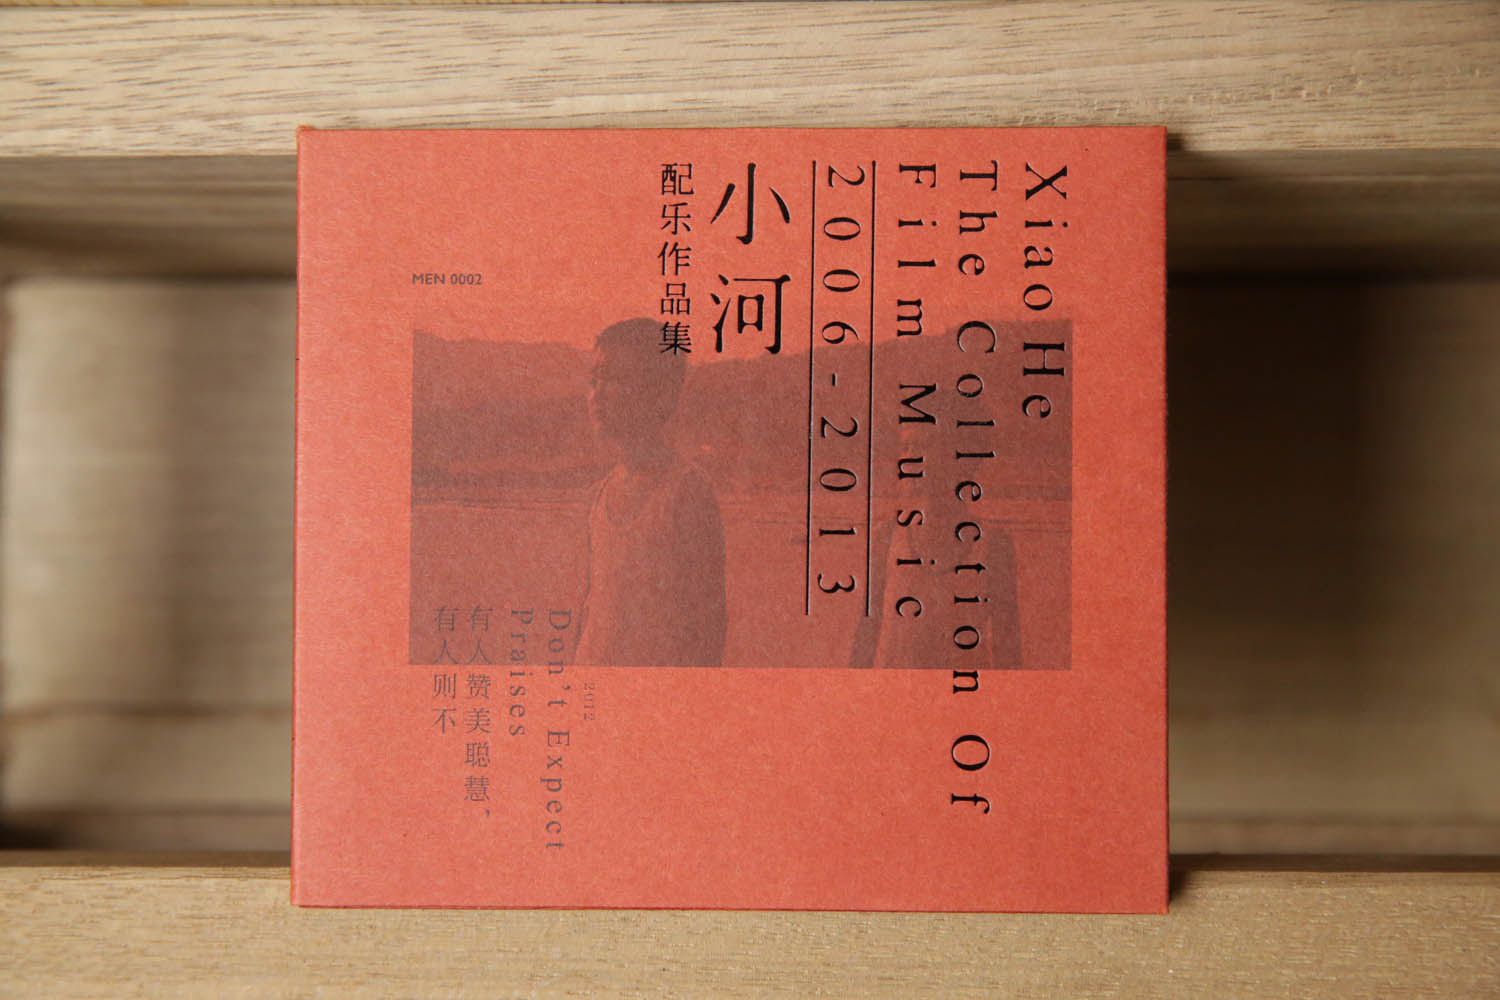 Xiao He
The Collection Of
Film Music
2006-2013
小河
配乐作品集
MEN 0002
2012
Don't Expect
Praises
有人赞美聪慧、
有人则不